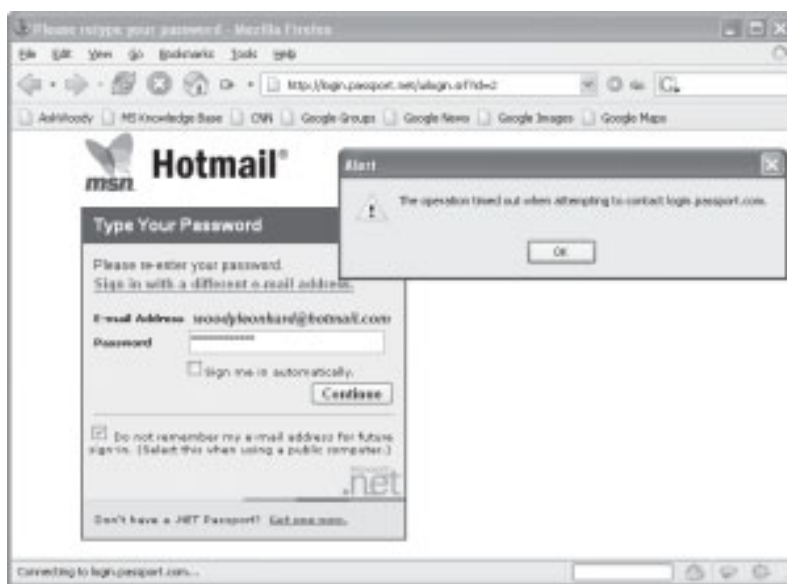 Please retype your password - Mozilla Firefox
File Edit View Go Bookmarks Tools Help
AskWoody MS Knowledge Base CNN Google Groups Google News Google Images Google Maps
msn Hotmail®
Alert
The operation timed out when attempting to contact login.passport.com.
OK
Type Your Password
Please re-enter your password.
Sign in with a different e-mail address.
E-mail Address woodyleonhard@hotmail.com
Password
Sign me in automatically.
Continue
Do not remember my e-mail address for future
sign-in. (Select this when using a public computer.)
.net
Don't have a .NET Passport? Get one now.
Connecting to login.passport.com...